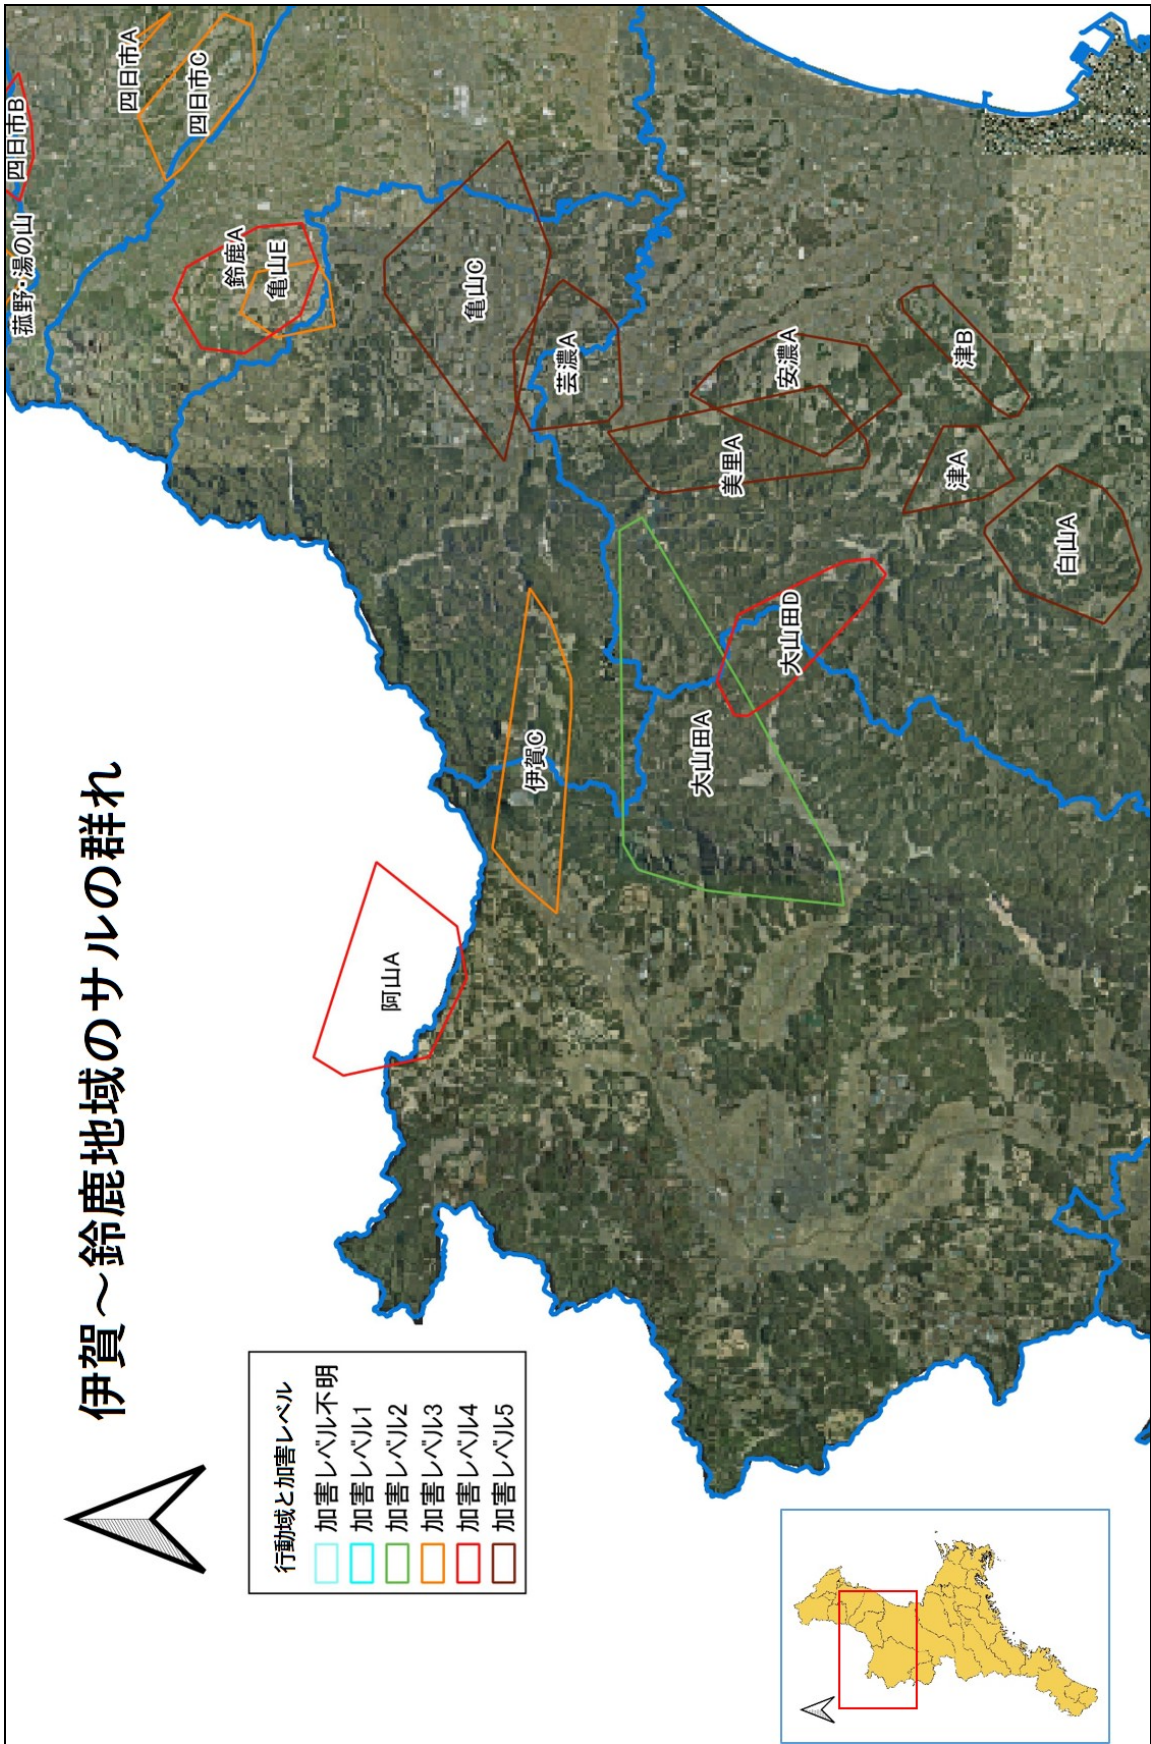 伊賀～鈴鹿地域のサルの群れ
行動域と加害レベル
加害レベル不明
加害レベル1
加害レベル2
加害レベル3
加害レベル4
加害レベル5
菰野・湯の山
四日市B
四日市A
四日市C
鈴鹿A
亀山E
阿山A
亀山C
伊賀C
芸濃A
大山田A
美里A
安濃A
大山田D
津A
津B
白山A